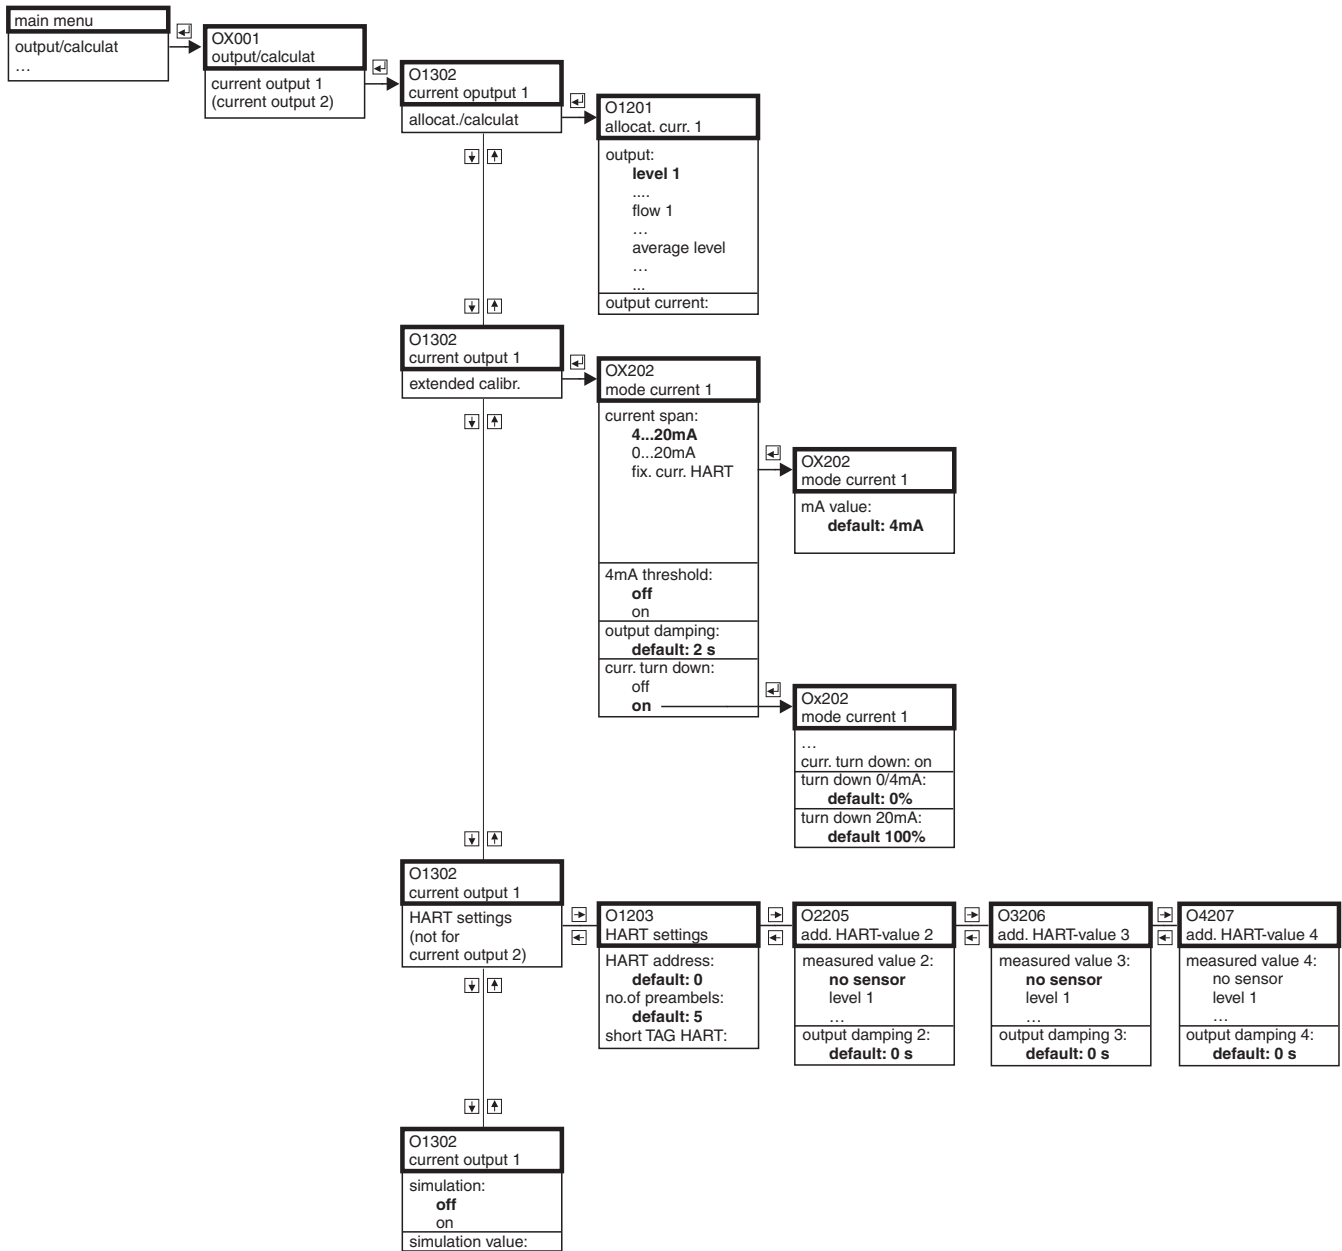 main menu
output/calculat
…
OX001
output/calculat
current output 1
(current output 2)
O1302
current oputput 1
allocat./calculat
O1201
allocat. curr. 1
output:
level 1
....
flow 1
…
average level
…
...
output current:
O1302
current output 1
extended calibr.
OX202
mode current 1
current span:
4...20mA
0...20mA
fix. curr. HART
4mA threshold:
off
on
output damping:
default: 2 s
curr. turn down:
off
on
OX202
mode current 1
mA value:
default: 4mA
Ox202
mode current 1
…
curr. turn down: on
turn down 0/4mA:
default: 0%
turn down 20mA:
default 100%
O1302
current output 1
HART settings
(not for
current output 2)
O1203
HART settings
HART address:
default: 0
no.of preambels:
default: 5
short TAG HART:
O2205
add. HART-value 2
measured value 2:
no sensor
level 1
…
output damping 2:
default: 0 s
O3206
add. HART-value 3
measured value 3:
no sensor
level 1
…
output damping 3:
default: 0 s
O4207
add. HART-value 4
measured value 4:
no sensor
level 1
…
output damping 4:
default: 0 s
O1302
current output 1
simulation:
off
on
simulation value: